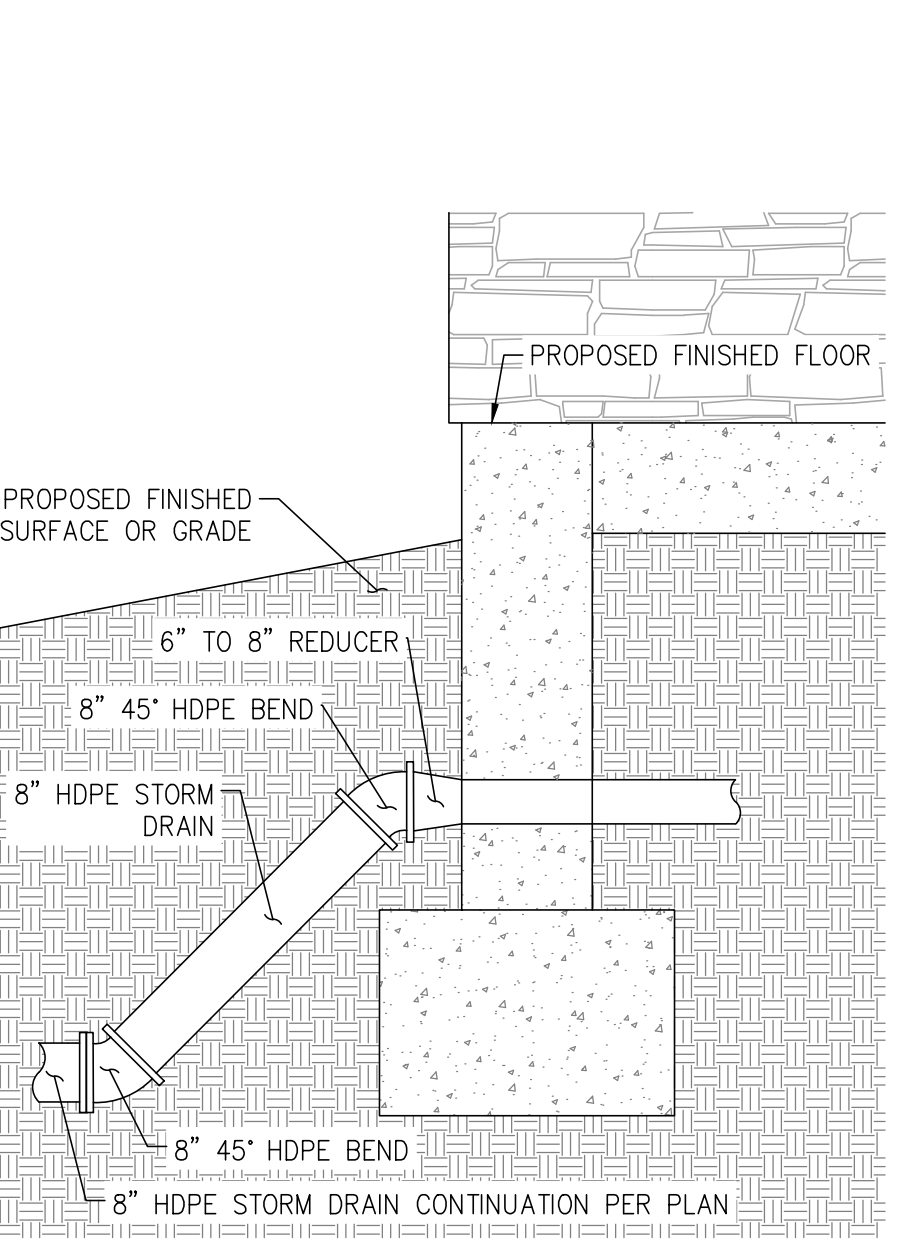 PROPOSED FINISHED FLOOR
PROPOSED FINISHED
SURFACE OR GRADE
6” TO 8” REDUCER
8” 45° HDPE BEND
8” HDPE STORM
DRAIN
8” 45° HDPE BEND
8” HDPE STORM DRAIN CONTINUATION PER PLAN